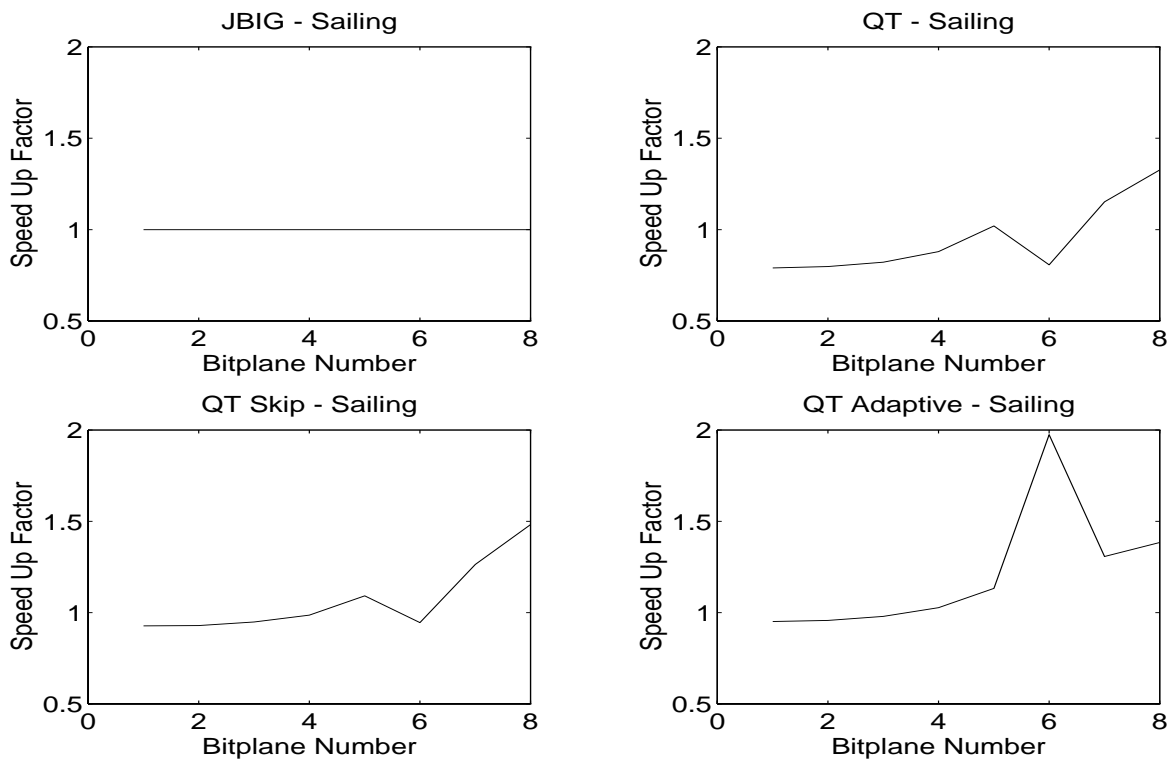 JBIG - Sailing
2
1.5
1
0.5
0 2 4 6 8
Speed Up Factor
Bitplane Number
QT - Sailing
2
1.5
1
0.5
0 2 4 6 8
Speed Up Factor
Bitplane Number
QT Skip - Sailing
2
1.5
1
0.5
0 2 4 6 8
Speed Up Factor
Bitplane Number
QT Adaptive - Sailing
2
1.5
1
0.5
0 2 4 6 8
Speed Up Factor
Bitplane Number